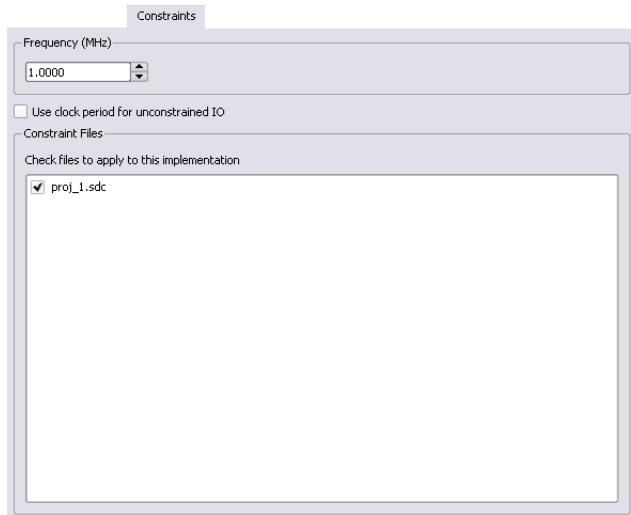 Constraints
Frequency (MHz)
1.0000
Use clock period for unconstrained IO
Constraint Files
Check files to apply to this implementation
proj_1.sdc